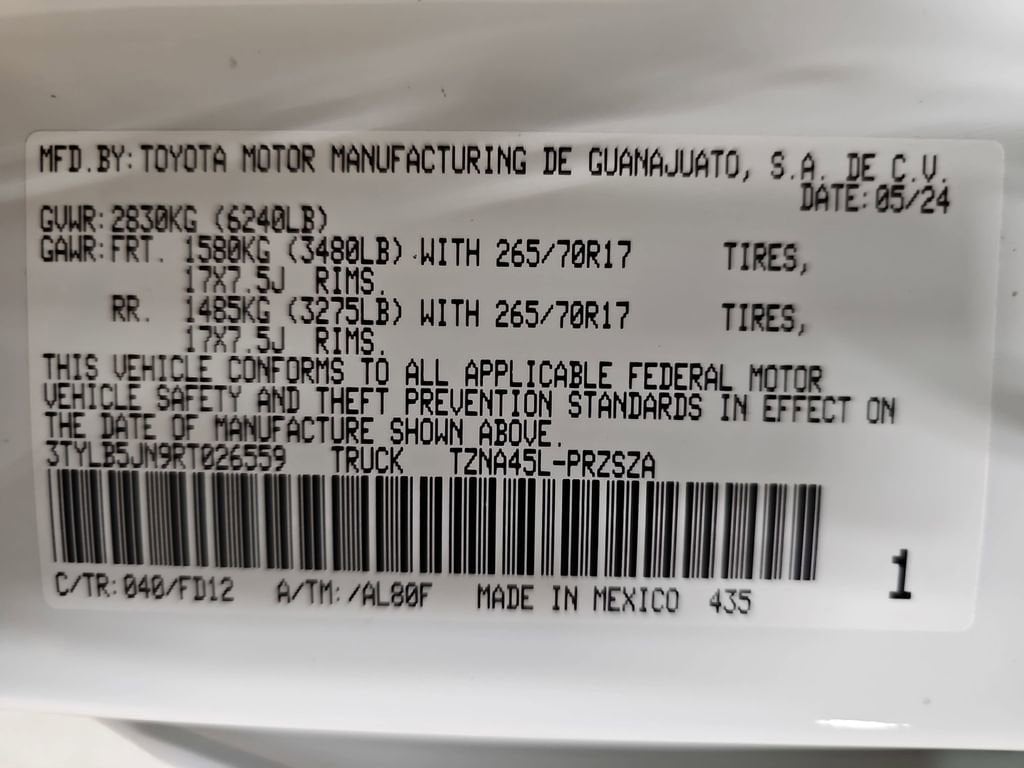 MFD.BY: TOYOTA MOTOR MANUFACTURING DE GUANAJUATO, S.A. DE C.V.
DATE: 05/24
GVWR: 2830KG (6240LB)
GAWR: FRT. 1580KG (3480LB) WITH 265/70R17 TIRES,
17X7.5J RIMS.
RR. 1485KG (3275LB) WITH 265/70R17 TIRES,
17X7.5J RIMS.
THIS VEHICLE CONFORMS TO ALL APPLICABLE FEDERAL MOTOR
VEHICLE SAFETY AND THEFT PREVENTION STANDARDS IN EFFECT ON
THE DATE OF MANUFACTURE SHOWN ABOVE.
3TYLB5JN9RT026559 TRUCK TZNA45L-PRZSZA
C/TR: 040/FD12 A/TM: /AL80F MADE IN MEXICO 435
1